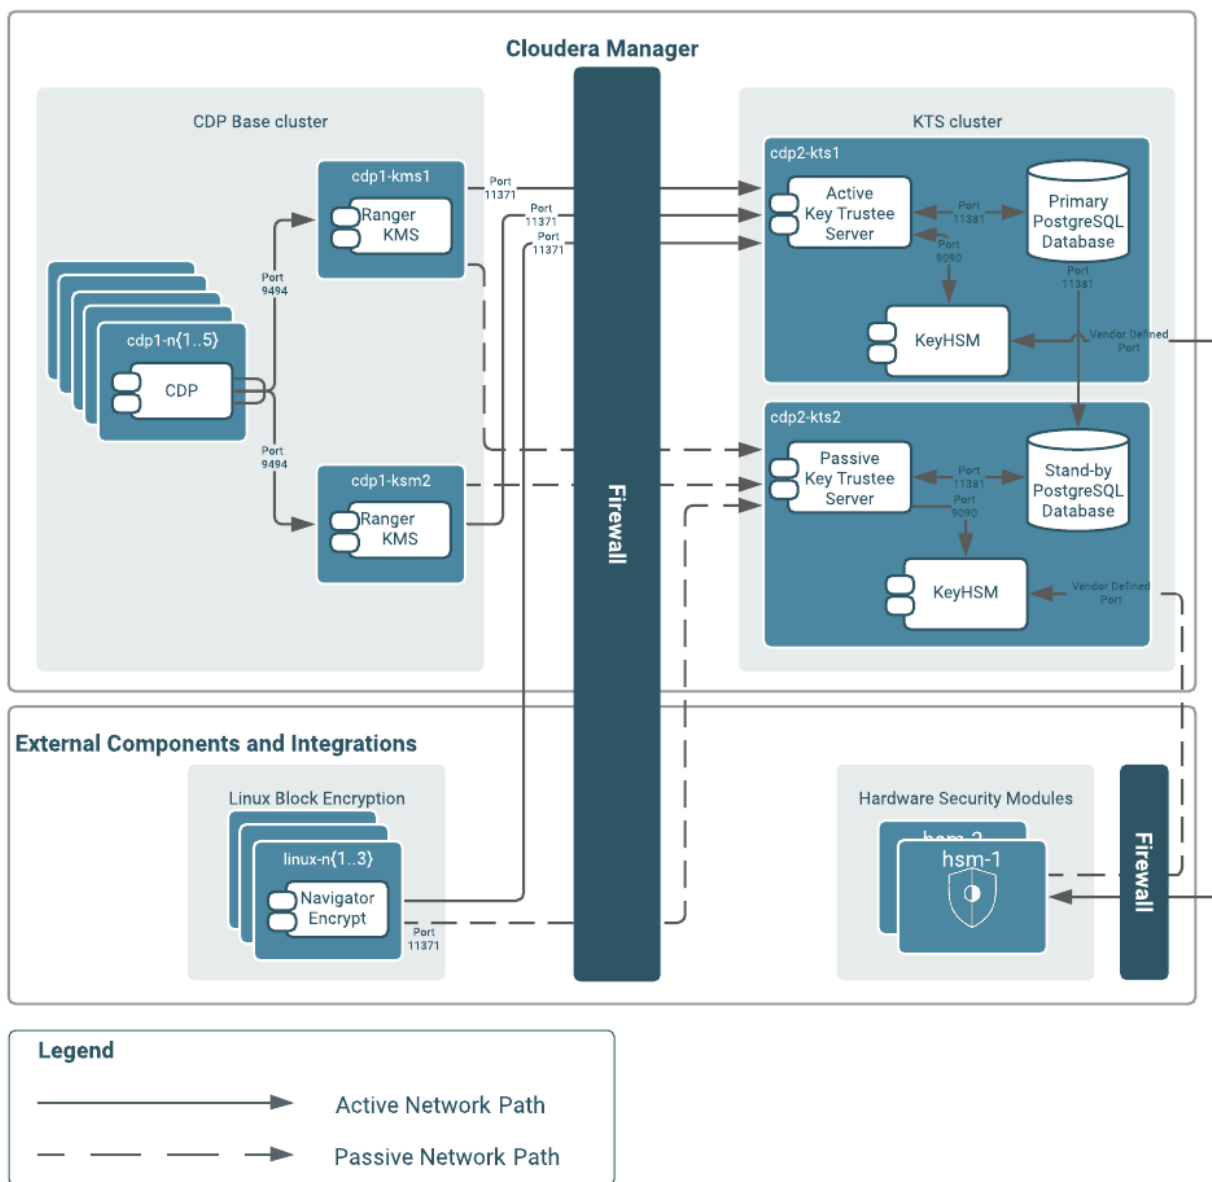 Cloudera Manager
CDP Base cluster
cdp1-kms1
Ranger
KMS
Port
9494
cdp1-n{1..5}
CDP
Port
9494
cdp1-ksm2
Ranger
KMS
Port
11371
Port
11371
Port
11371
Firewall
KTS cluster
cdp2-kts1
Active
Key Trustee
Server
Port
11381
Primary
PostgreSQL
Database
Port
9090
Port
11381
KeyHSM
Vendor Defined
Port
cdp2-kts2
Passive
Key Trustee
Server
Port
11381
Stand-by
PostgreSQL
Database
Port
9090
KeyHSM
Vendor Defined
Port
External Components and Integrations
Linux Block Encryption
linux-n{1..3}
Navigator
Encrypt
Port
11371
Hardware Security Modules
hsm-2
hsm-1
Firewall
Legend
Active Network Path
Passive Network Path